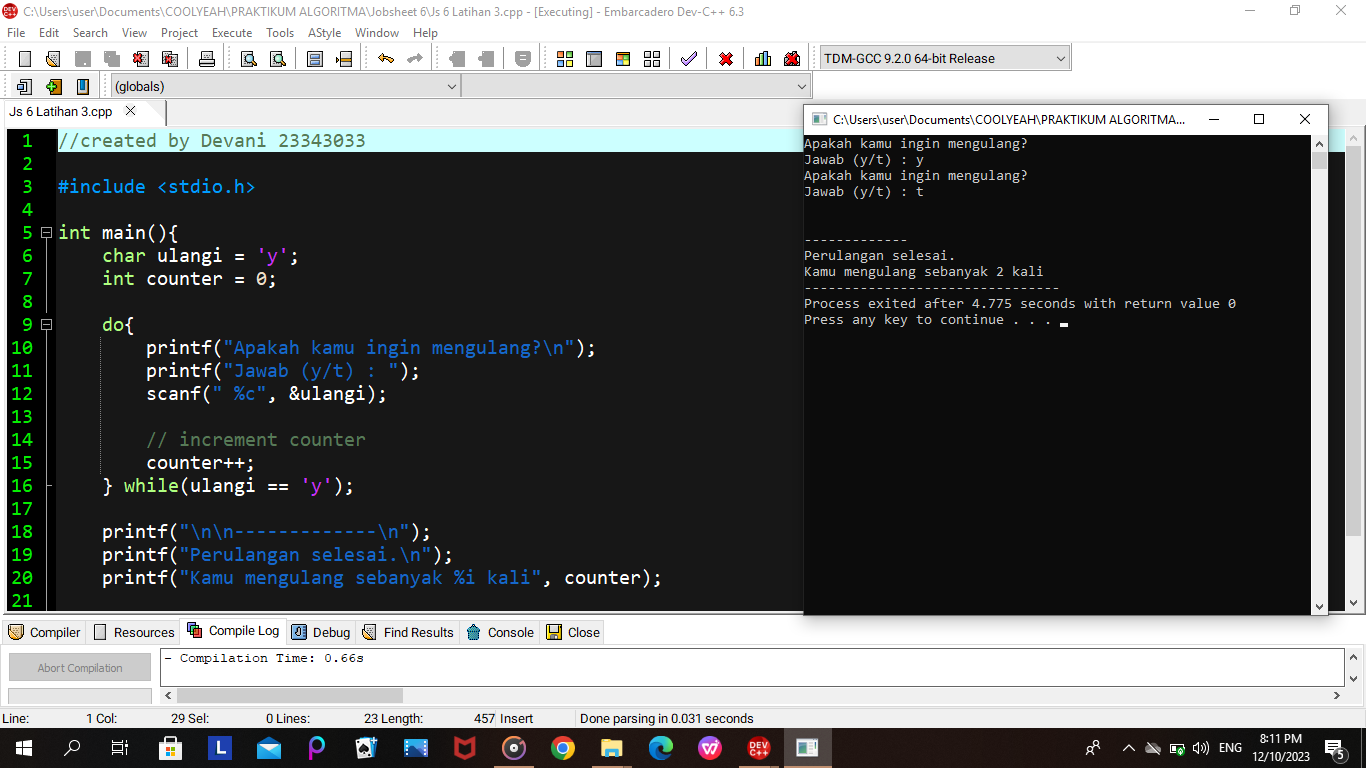 C:\Users\user\Documents\COOLYEAH\PRAKTIKUM ALGORITMA\Jobsheet 6\Js 6 Latihan 3.cpp - [Executing] - Embarcadero Dev-C++ 6.3
File Edit Search View Project Execute Tools AStyle Window Help
TDM-GCC 9.2.0 64-bit Release
(globals)
Js 6 Latihan 3.cpp
1 //created by Devani 23343033
2
3 #include <stdio.h>
4
5 int main(){
6 char ulangi = 'y';
7 int counter = 0;
8
9 do{
10 printf("Apakah kamu ingin mengulang?\n");
11 printf("Jawab (y/t) : ");
12 scanf(" %c", &ulangi);
13
14 // increment counter
15 counter++;
16 } while(ulangi == 'y');
17
18 printf("\n\n-------------\n");
19 printf("Perulangan selesai.\n");
20 printf("Kamu mengulang sebanyak %i kali", counter);
21
C:\Users\user\Documents\COOLYEAH\PRAKTIKUM ALGORITMA...
Apakah kamu ingin mengulang?
Jawab (y/t) : y
Apakah kamu ingin mengulang?
Jawab (y/t) : t
-------------
Perulangan selesai.
Kamu mengulang sebanyak 2 kali
--------------------------------
Process exited after 4.775 seconds with return value 0
Press any key to continue . . .
Compiler Resources Compile Log Debug Find Results Console Close
Abort Compilation
- Compilation Time: 0.66s
Line: 1 Col: 29 Sel: 0 Lines: 23 Length: 457 Insert Done parsing in 0.031 seconds
L
DEV C++
ENG
8:11 PM
12/10/2023
5